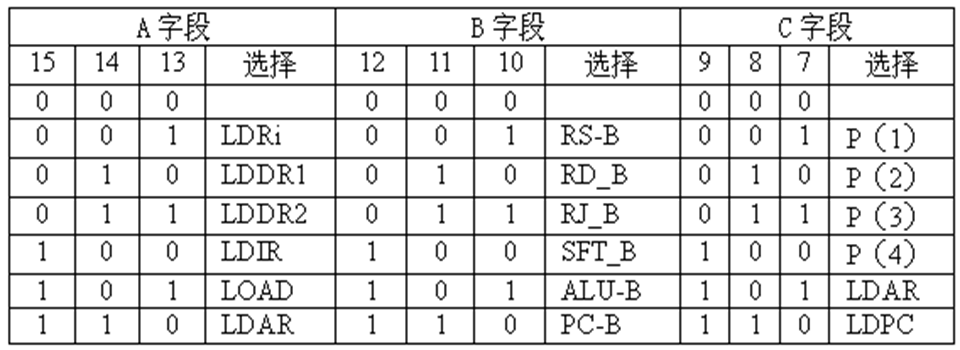 A 字段 B 字段 C 字段
15 14 13 选择 12 11 10 选择 9 8 7 选择
0 0 0 0 0 0 0 0 0
0 0 1 LDRi 0 0 1 RS-B 0 0 1 P (1)
0 1 0 LDDR1 0 1 0 RD_B 0 1 0 P (2)
0 1 1 LDDR2 0 1 1 RJ_B 0 1 1 P (3)
1 0 0 LDIR 1 0 0 SFT_B 1 0 0 P (4)
1 0 1 LOAD 1 0 1 ALU-B 1 0 1 LDAR
1 1 0 LDAR 1 1 0 PC-B 1 1 0 LDPC